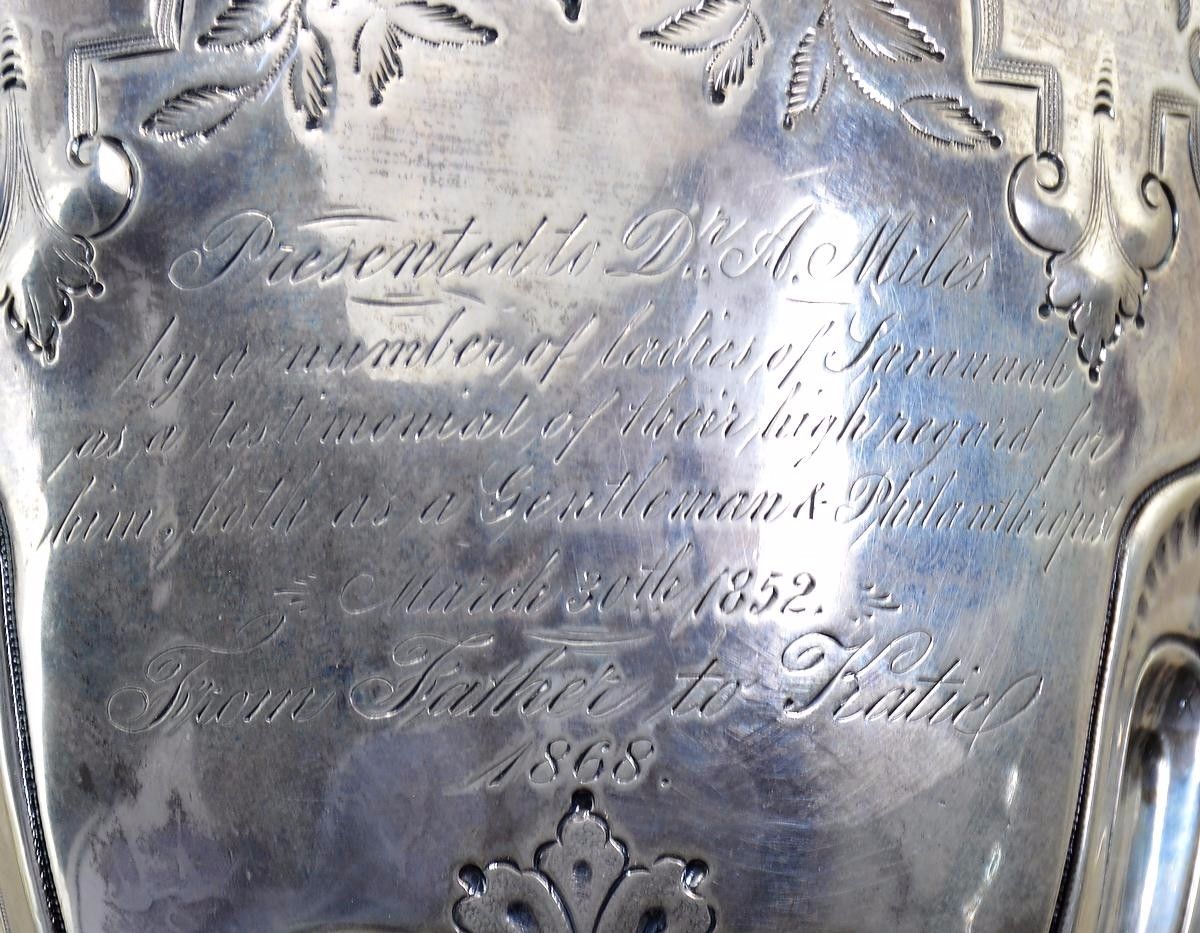 Presented to Dr. A. Miles
by a number of ladies of Savannah
as a testimonial of their high regard for
him, both as a Gentleman & Philanthropist
March 30th 1852.
From Father to Katie
1868.